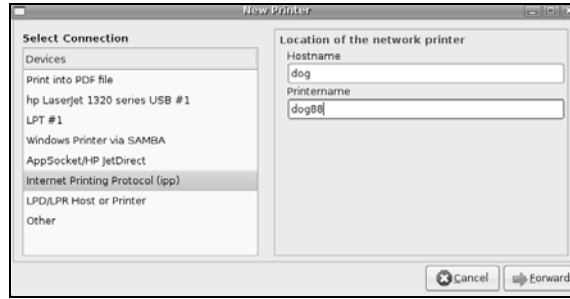 New Printer
Select Connection
Devices
Print into PDF file
hp LaserJet 1320 series USB #1
LPT #1
Windows Printer via SAMBA
AppSocket/HP JetDirect
Internet Printing Protocol (ipp)
LPD/LPR Host or Printer
Other
Location of the network printer
Hostname
dog
Printername
dog88
Cancel
Forward